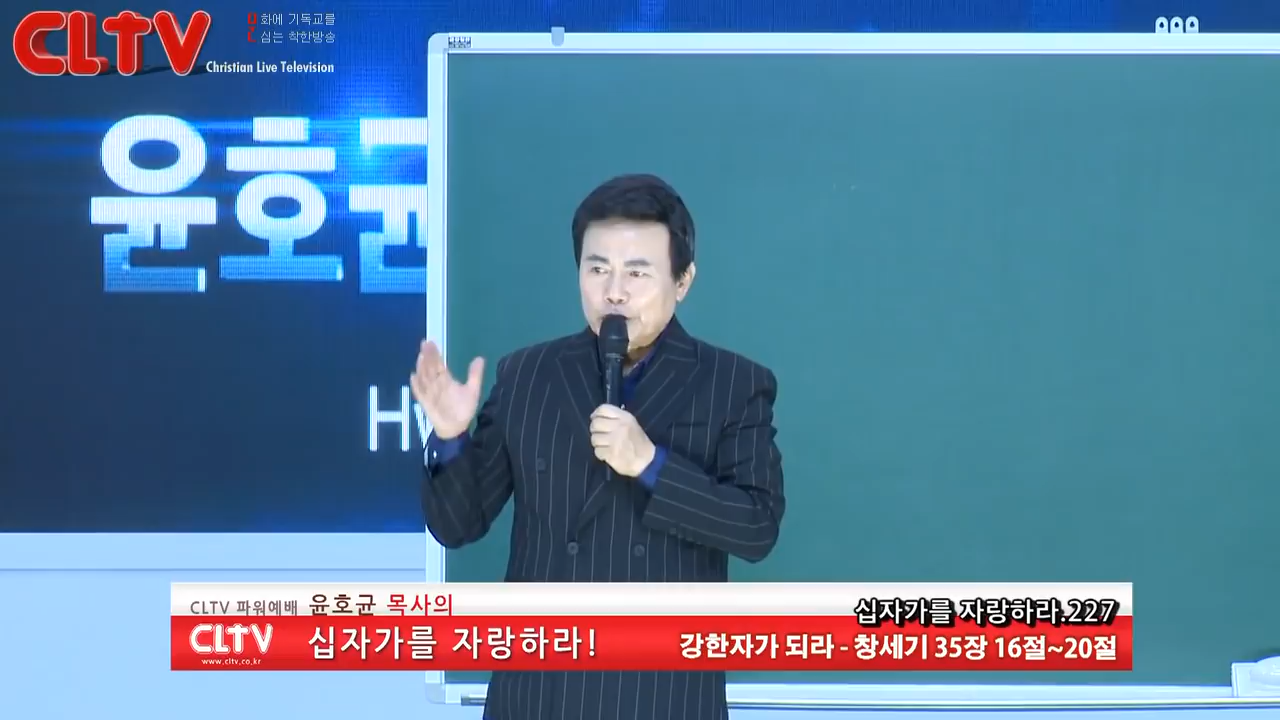 CLTV
문화에 기독교를
심는 착한방송
Christian Live Television
윤호균
CLTV 파워예배 윤호균 목사의
십자가를 자랑하라.227
CLTV
www.cltv.co.kr
십자가를 자랑하라!
강한자가 되라 - 창세기 35장 16절~20절